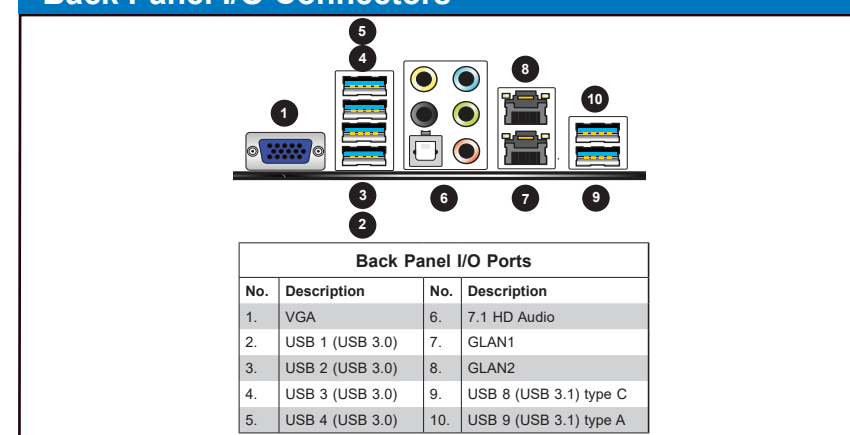 Back Panel I/O Connectors
5
4
8
10
1
3
6
7
9
2
Back Panel I/O Ports
No. Description No. Description
1. VGA 6. 7.1 HD Audio
2. USB 1 (USB 3.0) 7. GLAN1
3. USB 2 (USB 3.0) 8. GLAN2
4. USB 3 (USB 3.0) 9. USB 8 (USB 3.1) type C
5. USB 4 (USB 3.0) 10. USB 9 (USB 3.1) type A